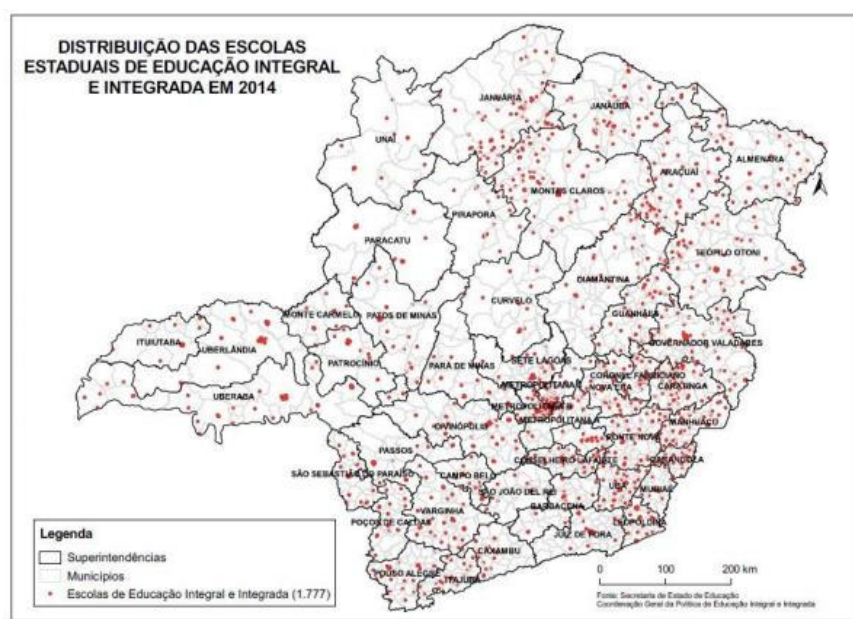 DISTRIBUIÇÃO DAS ESCOLAS
ESTADUAIS DE EDUCAÇÃO INTEGRAL
E INTEGRADA EM 2014
JANUÁRIA
JANAÚBA
UNAÍ
ALMENARA
ARAÇUAÍ
MONTES CLAROS
PIRAPORA
PARACATU
TEÓFILO OTONI
DIAMANTINA
CURVELO
MONTE CARMELO
PATOS DE MINAS
GUANHÃES
ITUIUTABA
UBERLÂNDIA
GOVERNADOR VALADARES
PATROCÍNIO
PARÁ DE MINAS
SETE LAGOAS
CORONEL FABRICIANO
METROPOLITANA C
NOVA ERA
CARATINGA
UBERABA
METROPOLITANA B
METROPOLITANA A
DIVINÓPOLIS
MANHUAÇU
PONTE NOVA
PASSOS
CONSELHEIRO LAFAIETE
CARANGOLA
SÃO SEBASTIÃO DO PARAÍSO
CAMPO BELO
SÃO JOÃO DEL REI
UBÁ
MURIAÉ
BARBACENA
VARGINHA
POÇOS DE CALDAS
LEOPOLDINA
JUIZ DE FORA
CAXAMBU
POUSO ALEGRE
ITAJUBÁ
Legenda
Superintendências
Municípios
Escolas de Educação Integral e Integrada (1.777)
0 100 200 km
Fonte: Secretaria de Estado de Educação
Coordenação Geral da Política de Educação Integral e Integrada